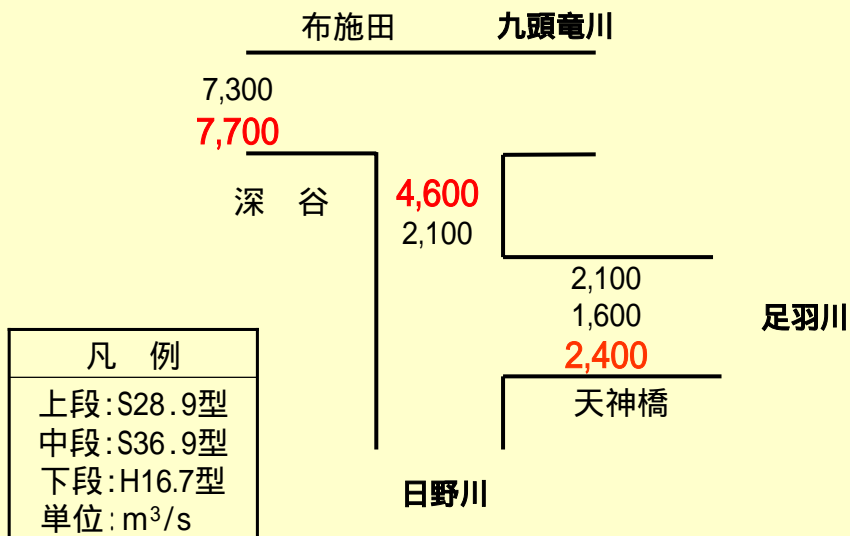 布施田 九頭竜川
7,300
7,700
深 谷
4,600
2,100
2,100
1,600
2,400
足羽川
天神橋
日野川
凡 例
上段:S28.9型
中段:S36.9型
下段:H16.7型
単位:m³/s